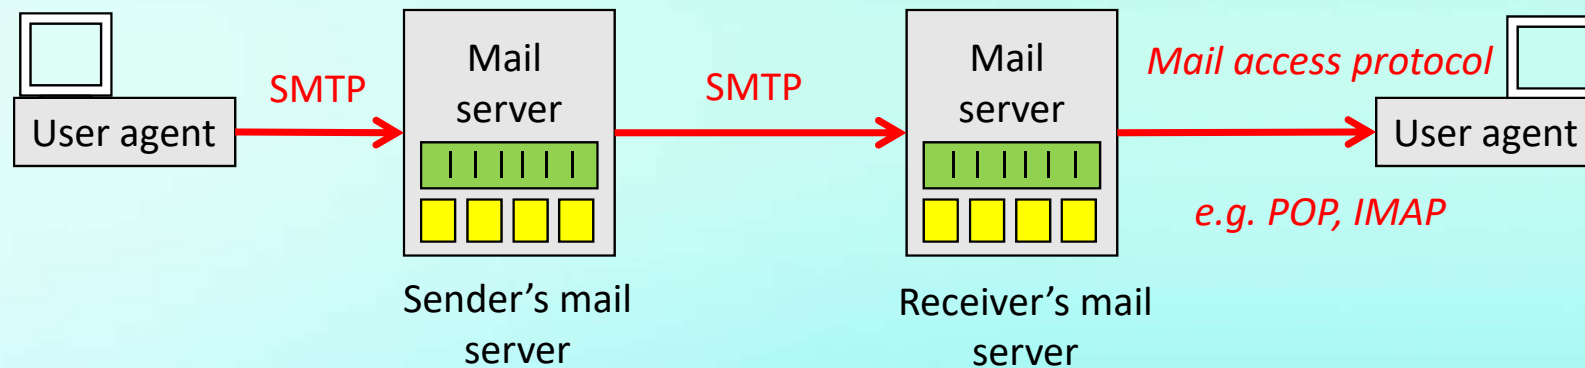 User agent
SMTP
Mail
server
Sender’s mail
server
SMTP
Mail
server
Receiver’s mail
server
Mail access protocol
e.g. POP, IMAP
User agent